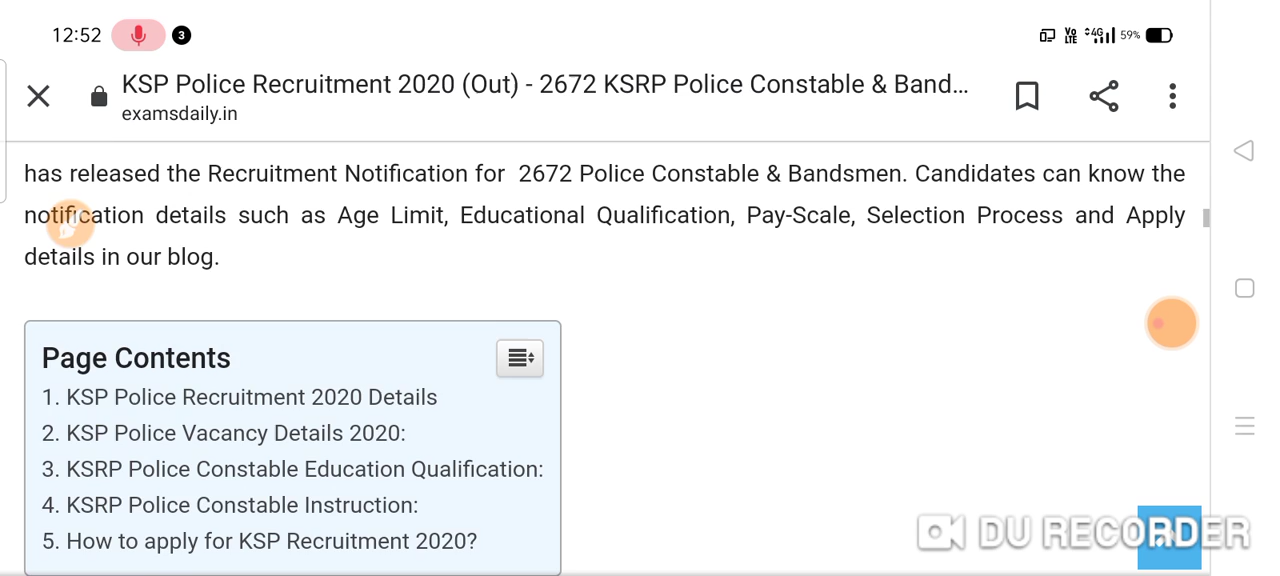 12:52 3 Vo LTE 4G 59%
KSP Police Recruitment 2020 (Out) - 2672 KSRP Police Constable & Band...
examsdaily.in
has released the Recruitment Notification for 2672 Police Constable & Bandsmen. Candidates can know the
notification details such as Age Limit, Educational Qualification, Pay-Scale, Selection Process and Apply
details in our blog.
Page Contents
1. KSP Police Recruitment 2020 Details
2. KSP Police Vacancy Details 2020:
3. KSRP Police Constable Education Qualification:
4. KSRP Police Constable Instruction:
5. How to apply for KSP Recruitment 2020?
DU RECORDER